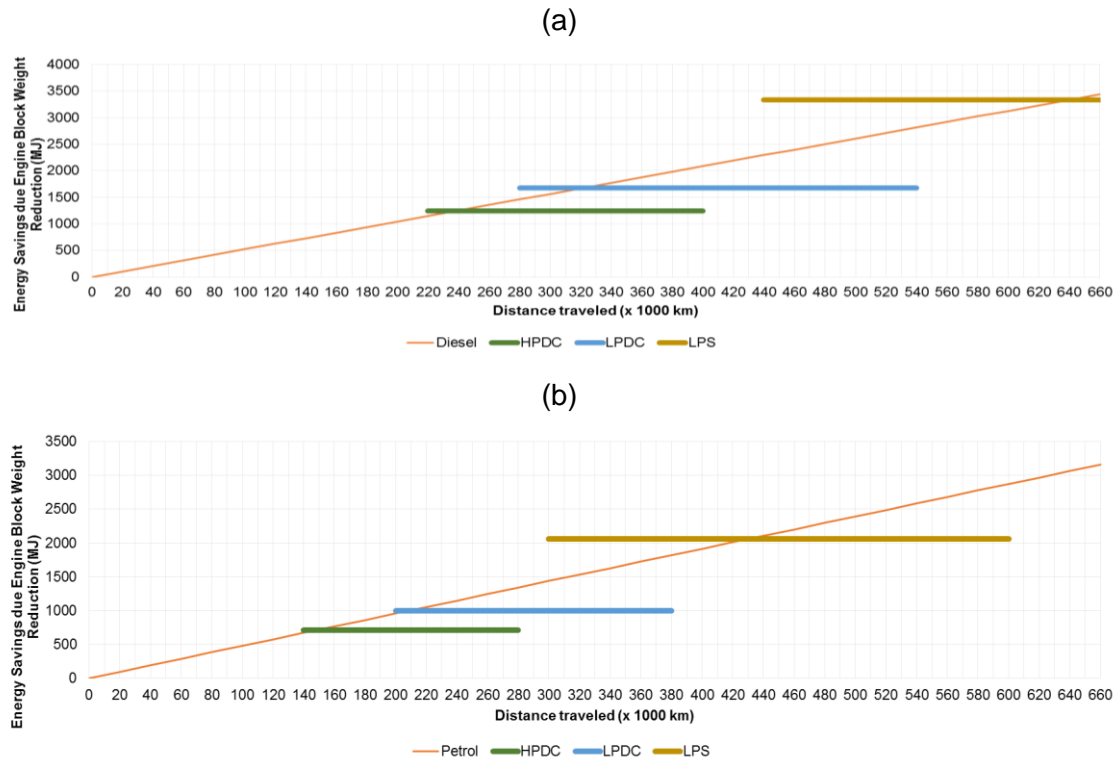 (a)
Energy Savings due Engine Block Weight
Reduction (MJ)
4000
3500
3000
2500
2000
1500
1000
500
0
0 20 40 60 80 100 120 140 160 180 200 220 240 260 280 300 320 340 360 380 400 420 440 460 480 500 520 540 560 580 600 620 640 660
Distance traveled (x 1000 km)
Diesel HPDC LPDC LPS
(b)
Energy Savings due Engine Block Weight
Reduction (MJ)
3500
3000
2500
2000
1500
1000
500
0
0 20 40 60 80 100 120 140 160 180 200 220 240 260 280 300 320 340 360 380 400 420 440 460 480 500 520 540 560 580 600 620 640 660
Distance traveled (x 1000 km)
Petrol HPDC LPDC LPS